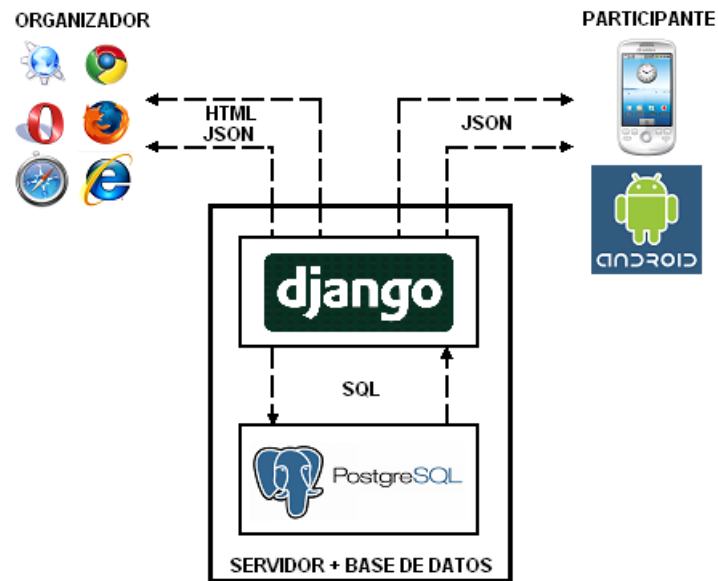 ORGANIZADOR
PARTICIPANTE
HTML
JSON
JSON
ANDROID
django
SQL
PostgreSQL
SERVIDOR + BASE DE DATOS